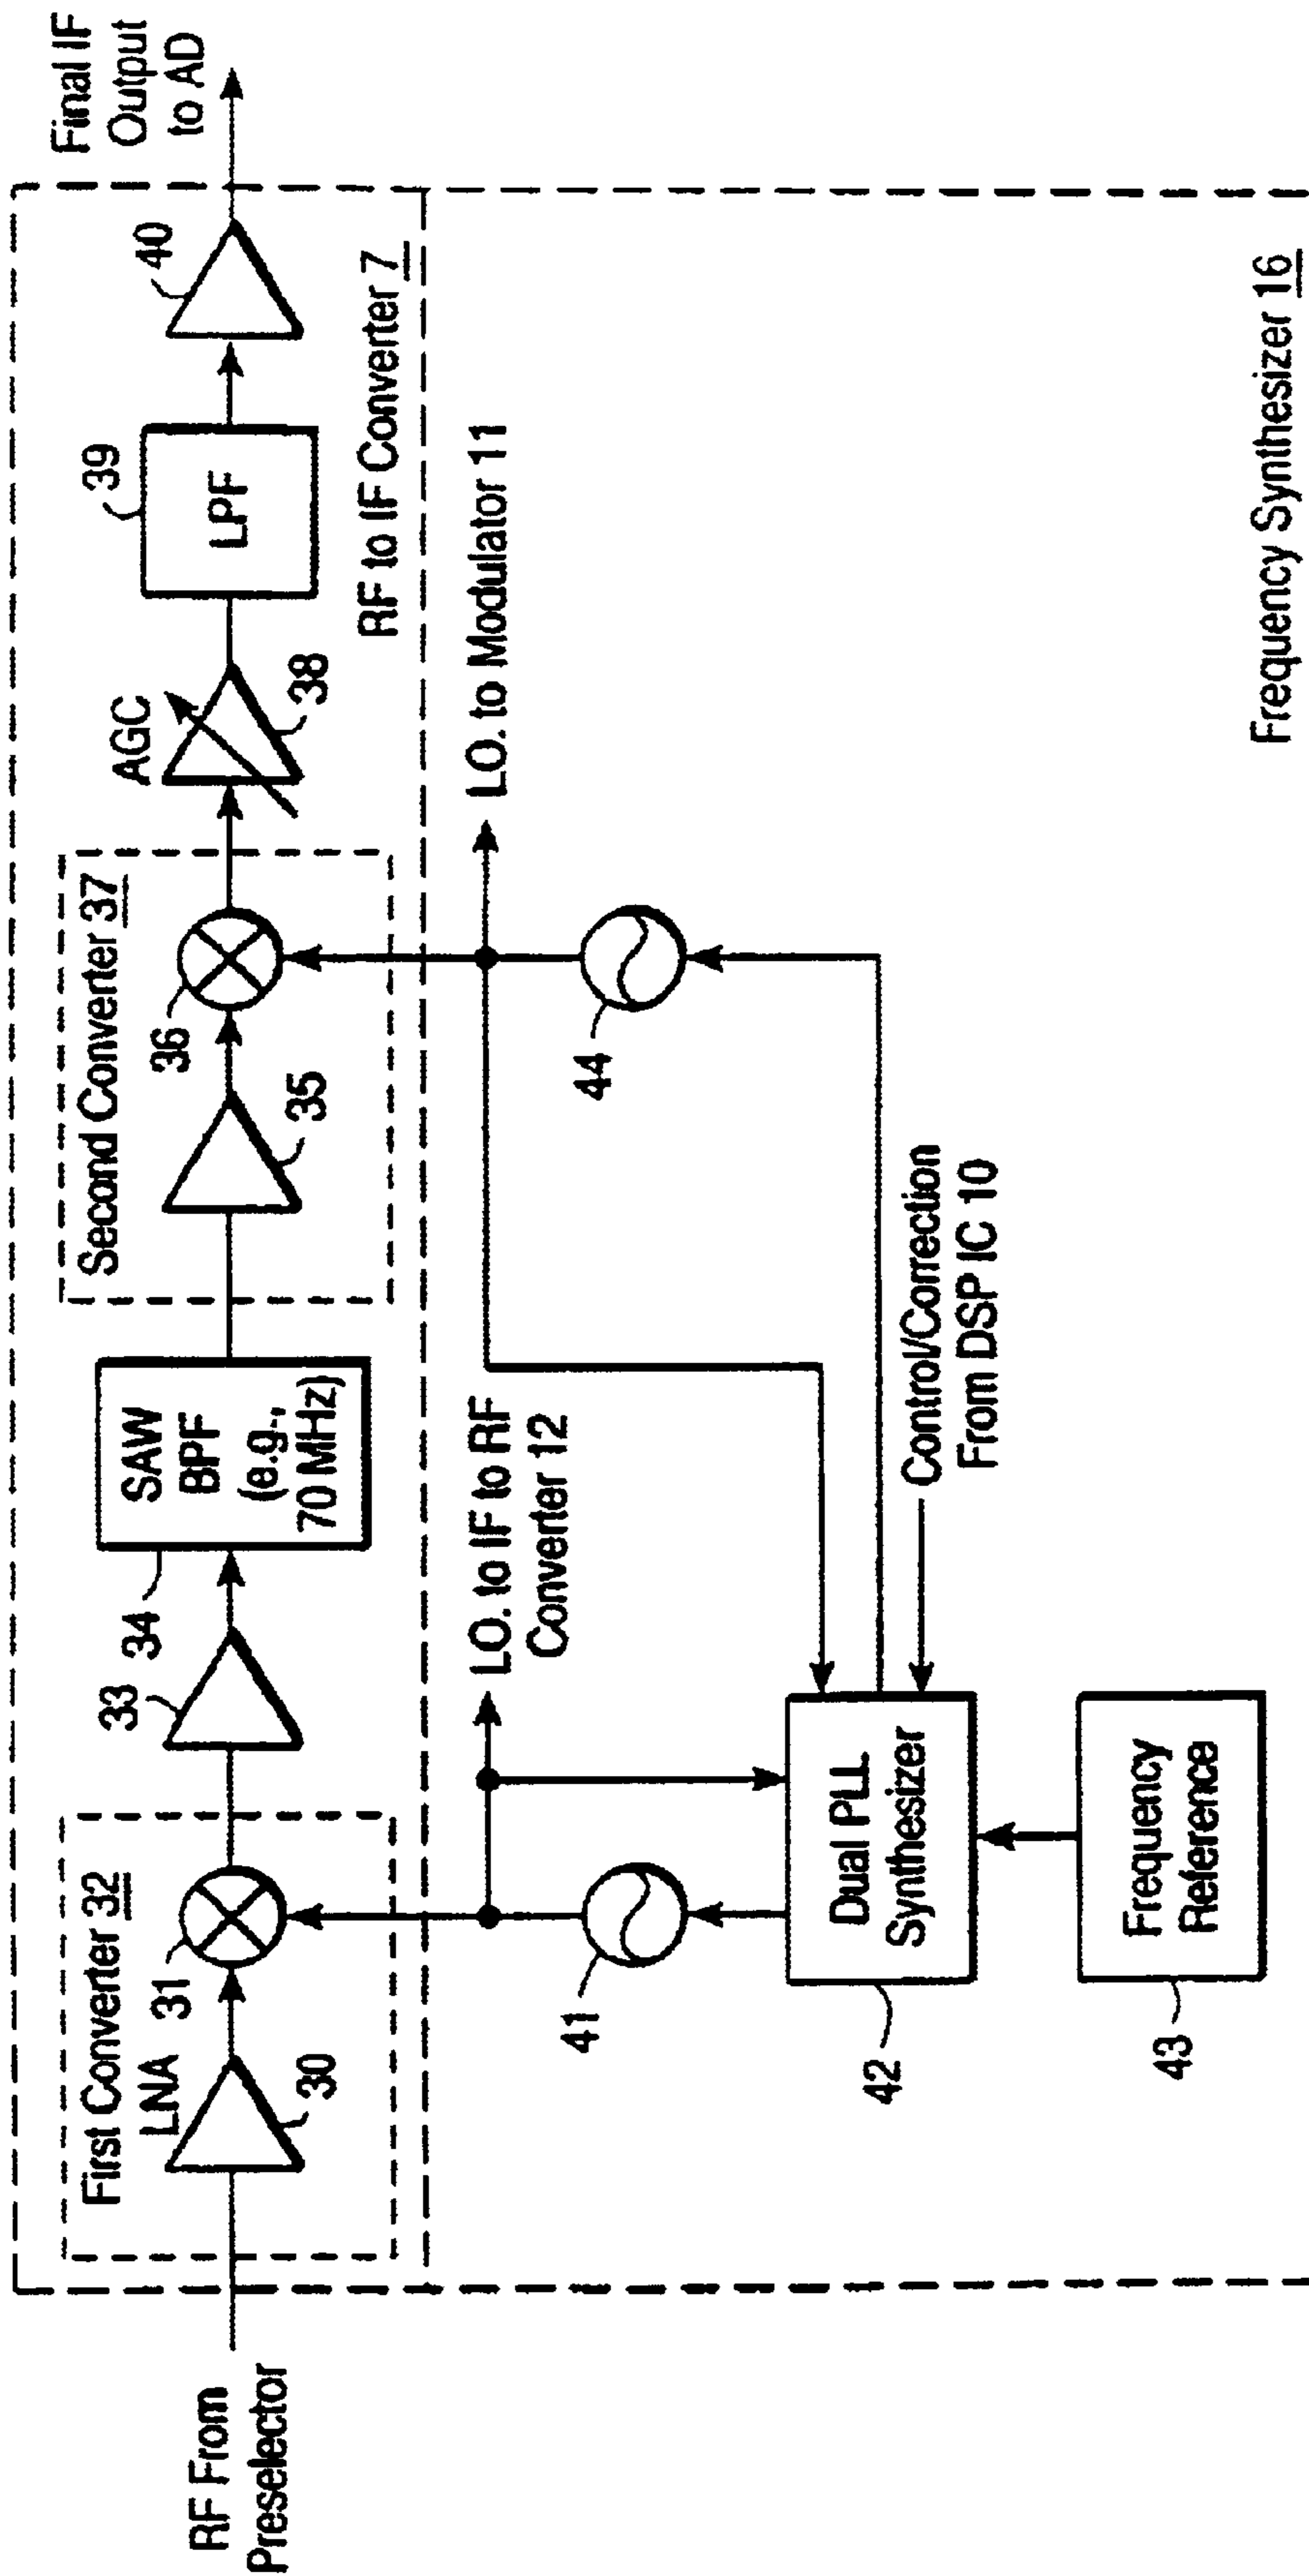 RF From
Preselector
First Converter 32
LNA
30
31
33
34
SAW
BPF
(e.g.,
70 MHz)
Second Converter 37
35
36
AGC
38
39
LPF
40
RF to IF Converter 7
Final IF
Output
to AD
LO. to IF to RF
Converter 12
LO. to Modulator 11
41
44
Control/Correction
From DSP IC 10
42
Dual PLL
Synthesizer
43
Frequency
Reference
Frequency Synthesizer 16